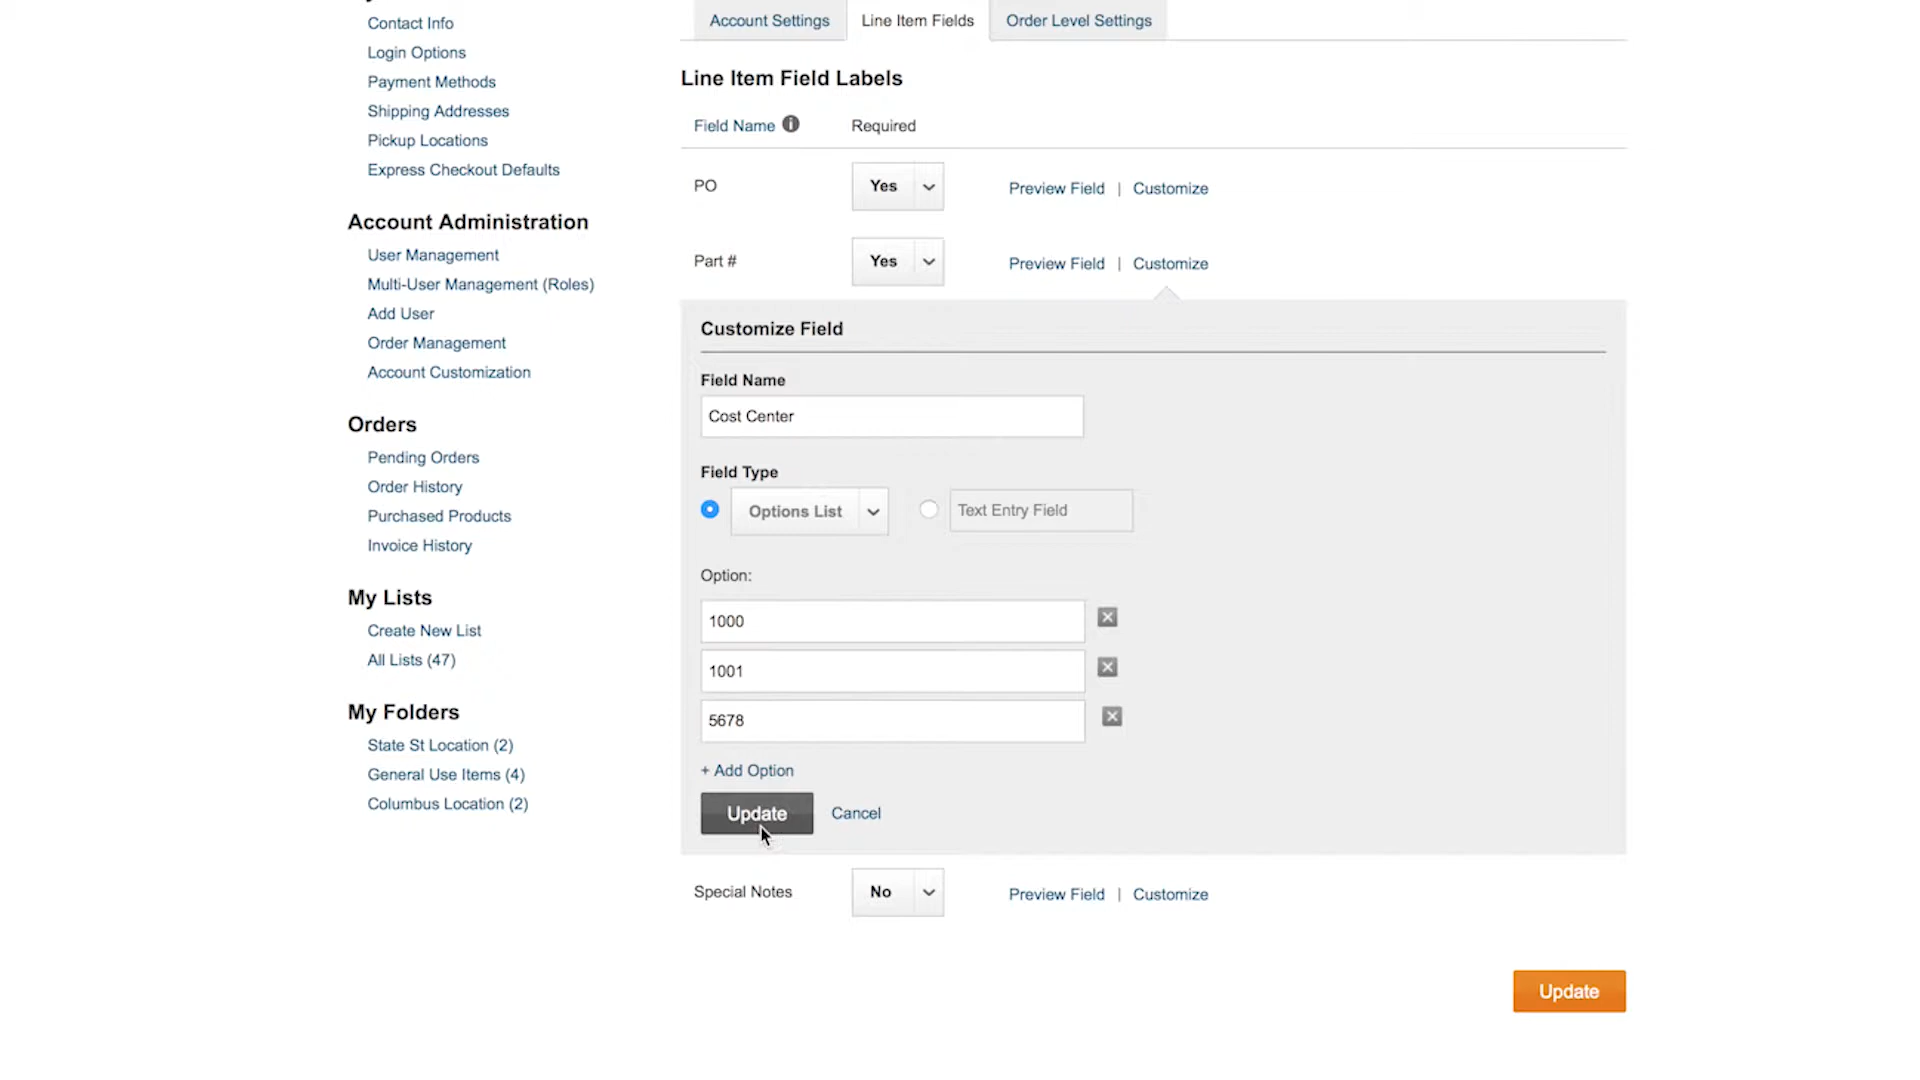 Contact Info
Login Options
Payment Methods
Shipping Addresses
Pickup Locations
Express Checkout Defaults
Account Administration
User Management
Multi-User Management (Roles)
Add User
Order Management
Account Customization
Orders
Pending Orders
Order History
Purchased Products
Invoice History
My Lists
Create New List
All Lists (47)
My Folders
State St Location (2)
General Use Items (4)
Columbus Location (2)
Account Settings Line Item Fields Order Level Settings
Line Item Field Labels
Field Name Required
PO Yes Preview Field | Customize
Part # Yes Preview Field | Customize
Customize Field
Field Name
Cost Center
Field Type
Options List Text Entry Field
Option:
1000
1001
5678
+ Add Option
Update Cancel
Special Notes No Preview Field | Customize
Update